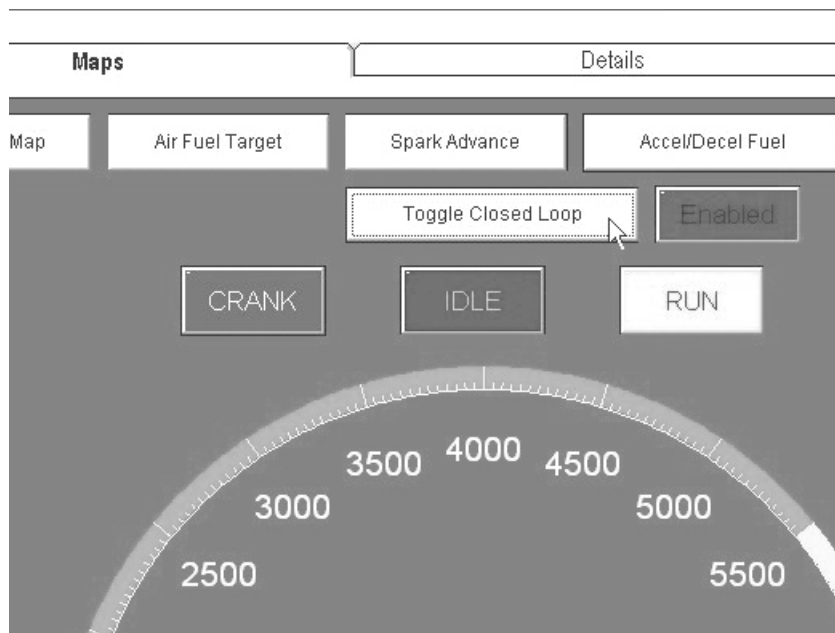 Maps Details
Map Air Fuel Target Spark Advance Accel/Decel Fuel
Toggle Closed Loop Enabled
CRANK IDLE RUN
4000
3500 4500
3000 5000
2500 5500